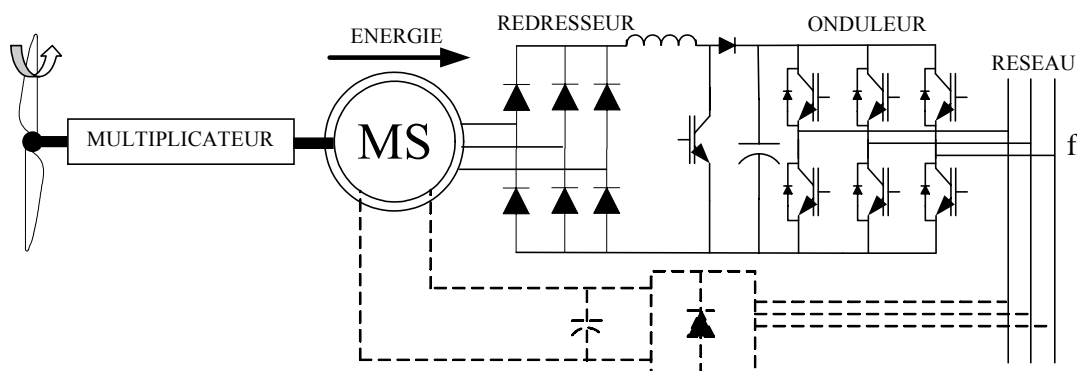 REDRESSEUR
ONDULEUR
ENERGIE
RESEAU
MULTIPLICATEUR
MS
f